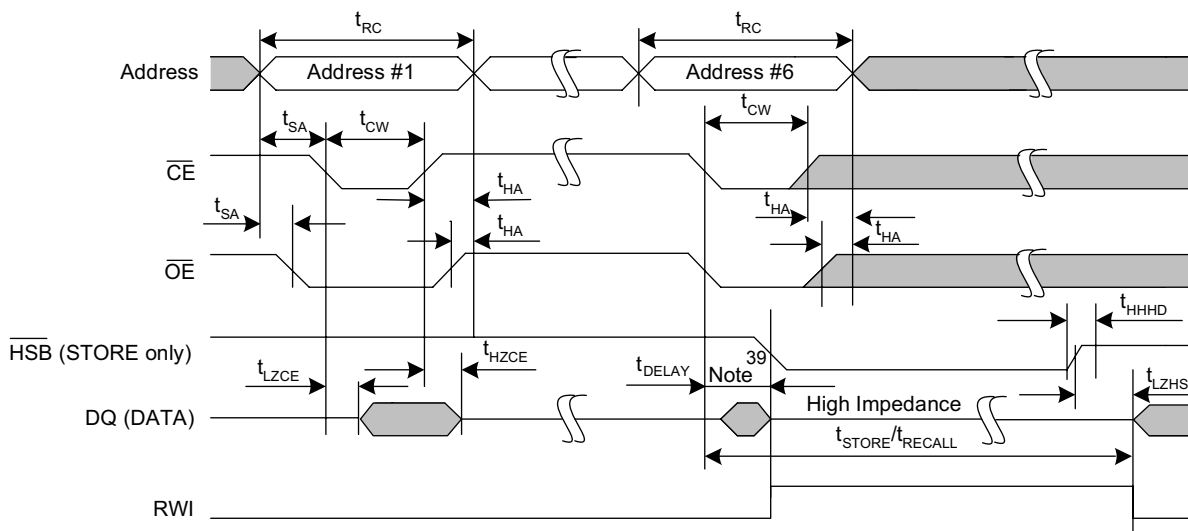 tRC tRC
Address Address #1 Address #6
tSA tCW tCW
CE
tHA
tSA tHA
tHA tHA
OE
tHHHD
HSB (STORE only)
tHZCE 39
tLZCE tDELAY Note tLZHS
High Impedance
DQ (DATA)
tSTORE/tRECALL
RWI